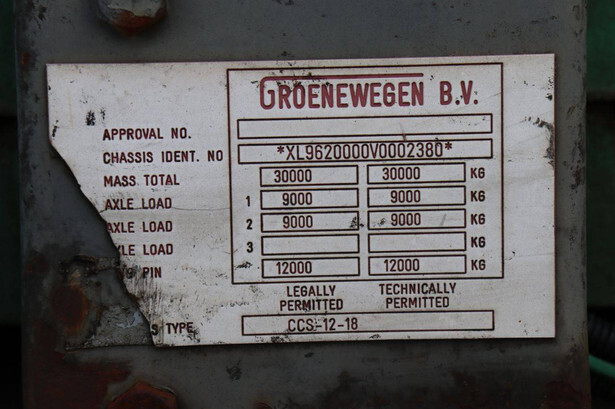 GROENEWEGEN B.V.
APPROVAL NO.
CHASSIS IDENT. NO *XL9620000V0002380*
MASS TOTAL 30000 30000 KG
AXLE LOAD 1 9000 9000 KG
AXLE LOAD 2 9000 9000 KG
LOAD 3 KG
PIN 12000 12000 KG
LEGALLY PERMITTED TECHNICALLY PERMITTED
TYPE CCS-12-18